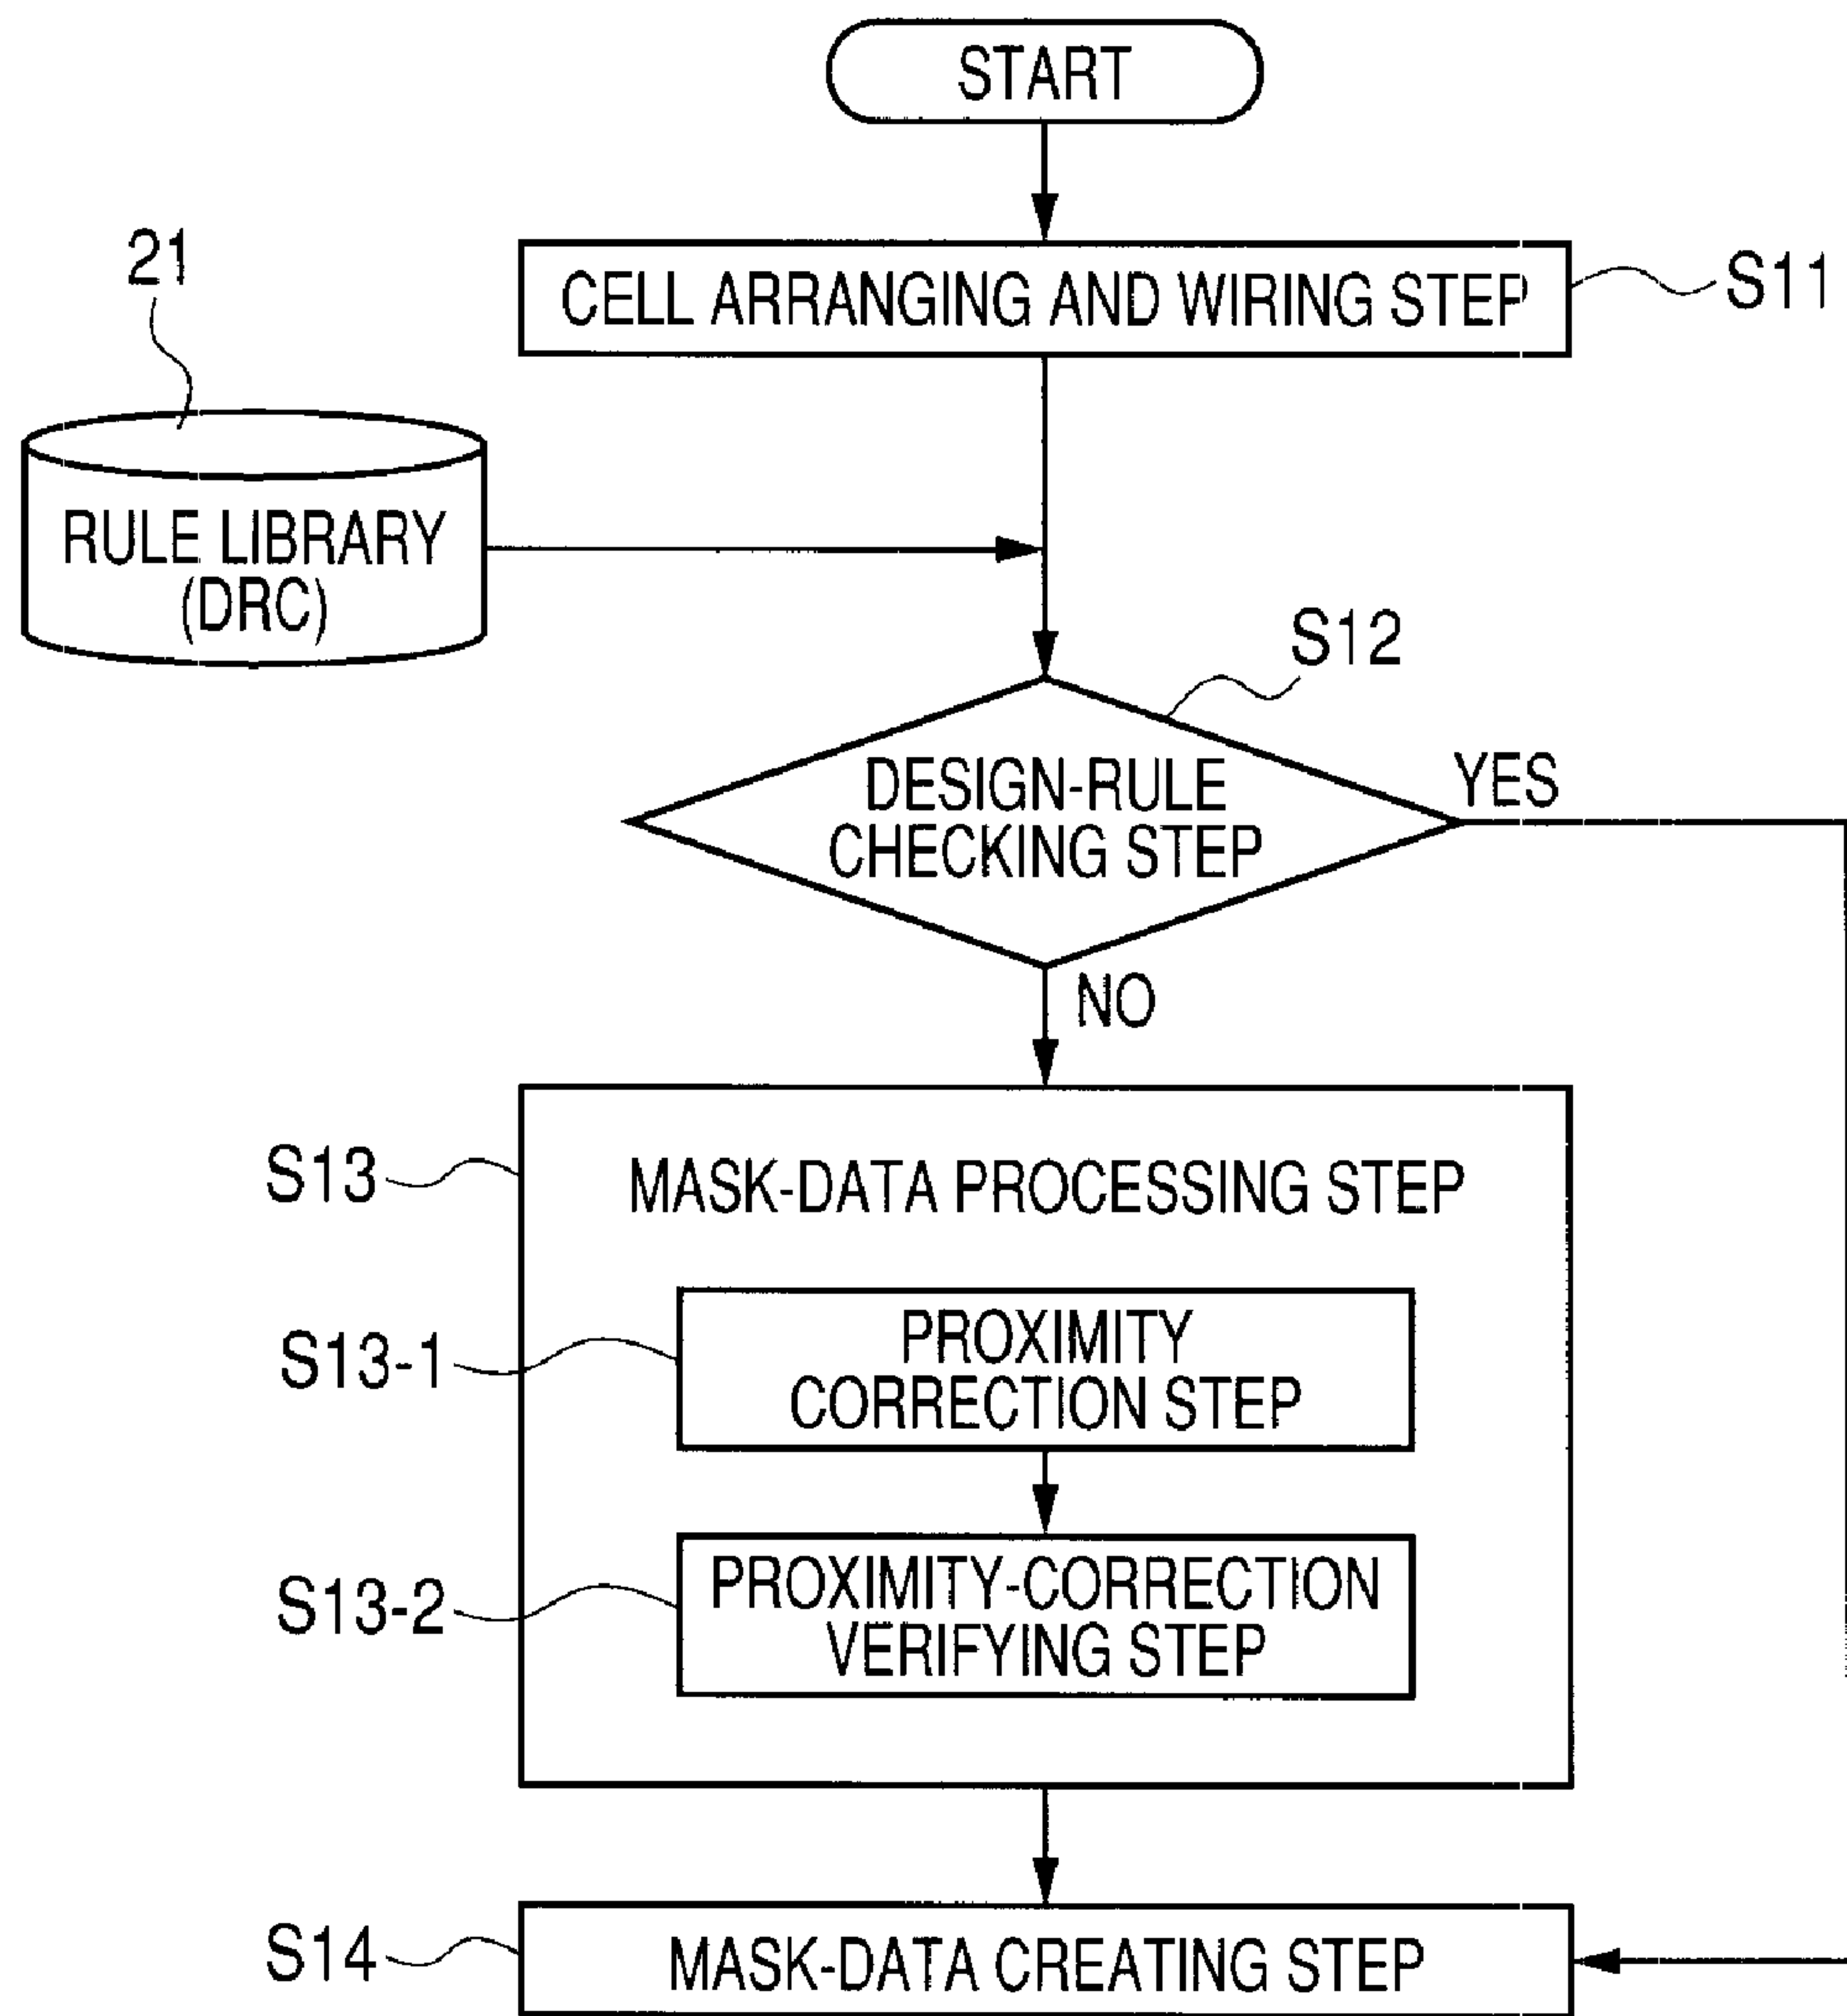 START
CELL ARRANGING AND WIRING STEP
S11
21
RULE LIBRARY
(DRC)
S12
DESIGN-RULE
CHECKING STEP
YES
NO
S13
MASK-DATA PROCESSING STEP
S13-1
PROXIMITY
CORRECTION STEP
S13-2
PROXIMITY-CORRECTION
VERIFYING STEP
S14
MASK-DATA CREATING STEP